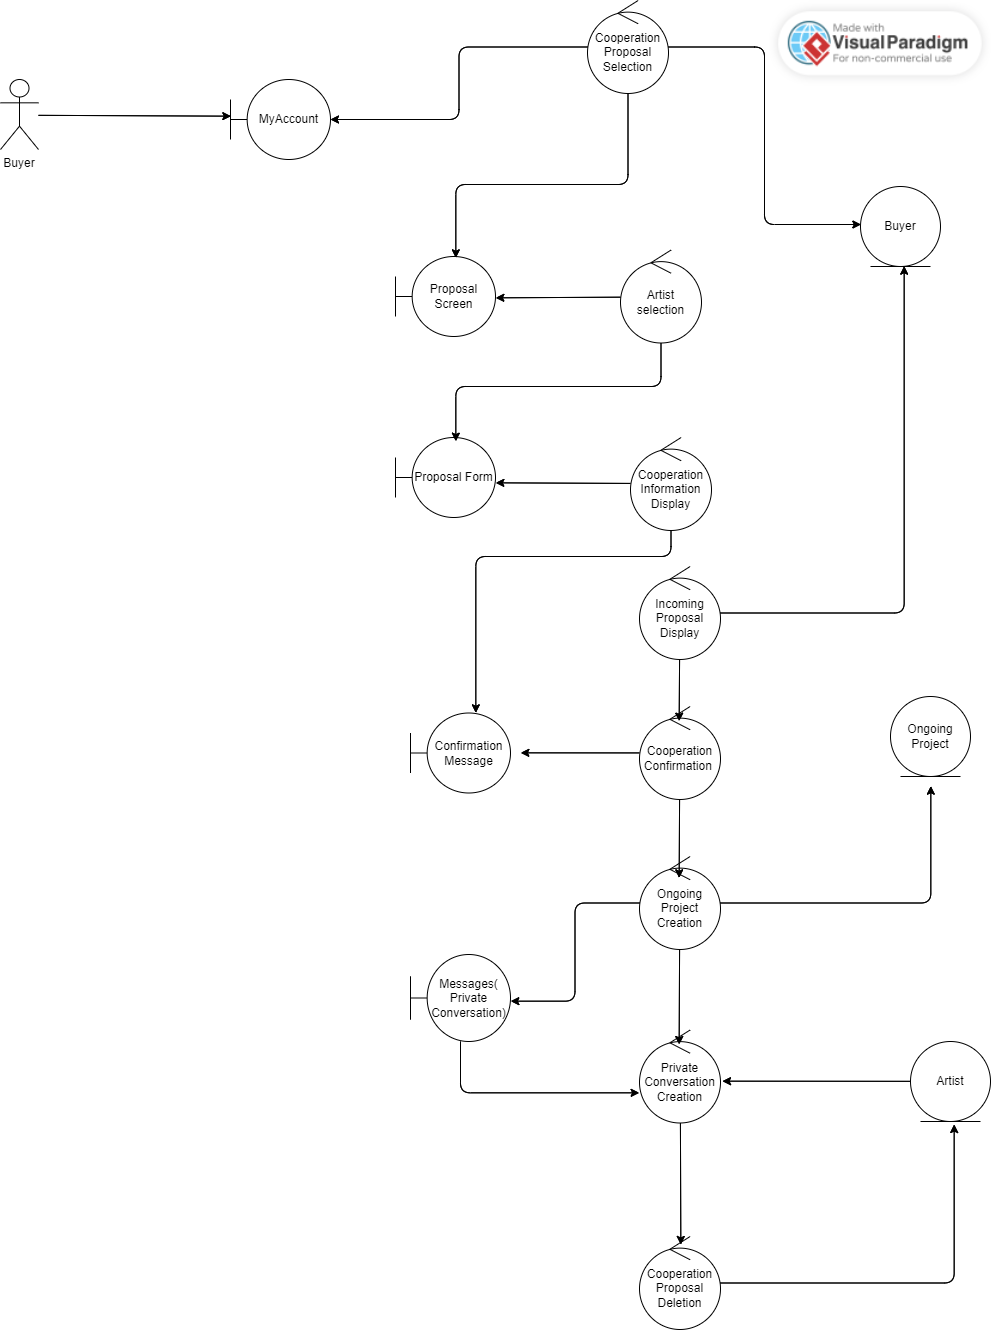 Cooperation
Proposal
Selection
Made with
VisualParadigm
For non-commercial use
MyAccount
Buyer
Buyer
Proposal
Screen
Artist
selection
Proposal Form
Cooperation
Information
Display
Incoming
Proposal
Display
Confirmation
Message
Cooperation
Confirmation
Ongoing
Project
Ongoing
Project
Creation
Messages(
Private
Conversation)
Private
Conversation
Creation
Artist
Cooperation
Proposal
Deletion